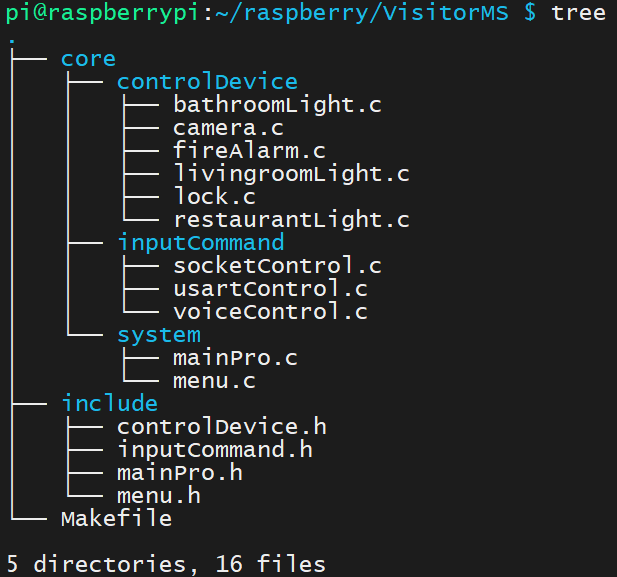 pi@raspberrypi:~/raspberry/VisitorMS $ tree
.
├── core
│   ├── controlDevice
│   │   ├── bathroomLight.c
│   │   ├── camera.c
│   │   ├── fireAlarm.c
│   │   ├── livingroomLight.c
│   │   ├── lock.c
│   │   └── restaurantLight.c
│   ├── inputCommand
│   │   ├── socketControl.c
│   │   ├── usartControl.c
│   │   └── voiceControl.c
│   └── system
│       ├── mainPro.c
│       └── menu.c
├── include
│   ├── controlDevice.h
│   ├── inputCommand.h
│   ├── mainPro.h
│   └── menu.h
└── Makefile
5 directories, 16 files